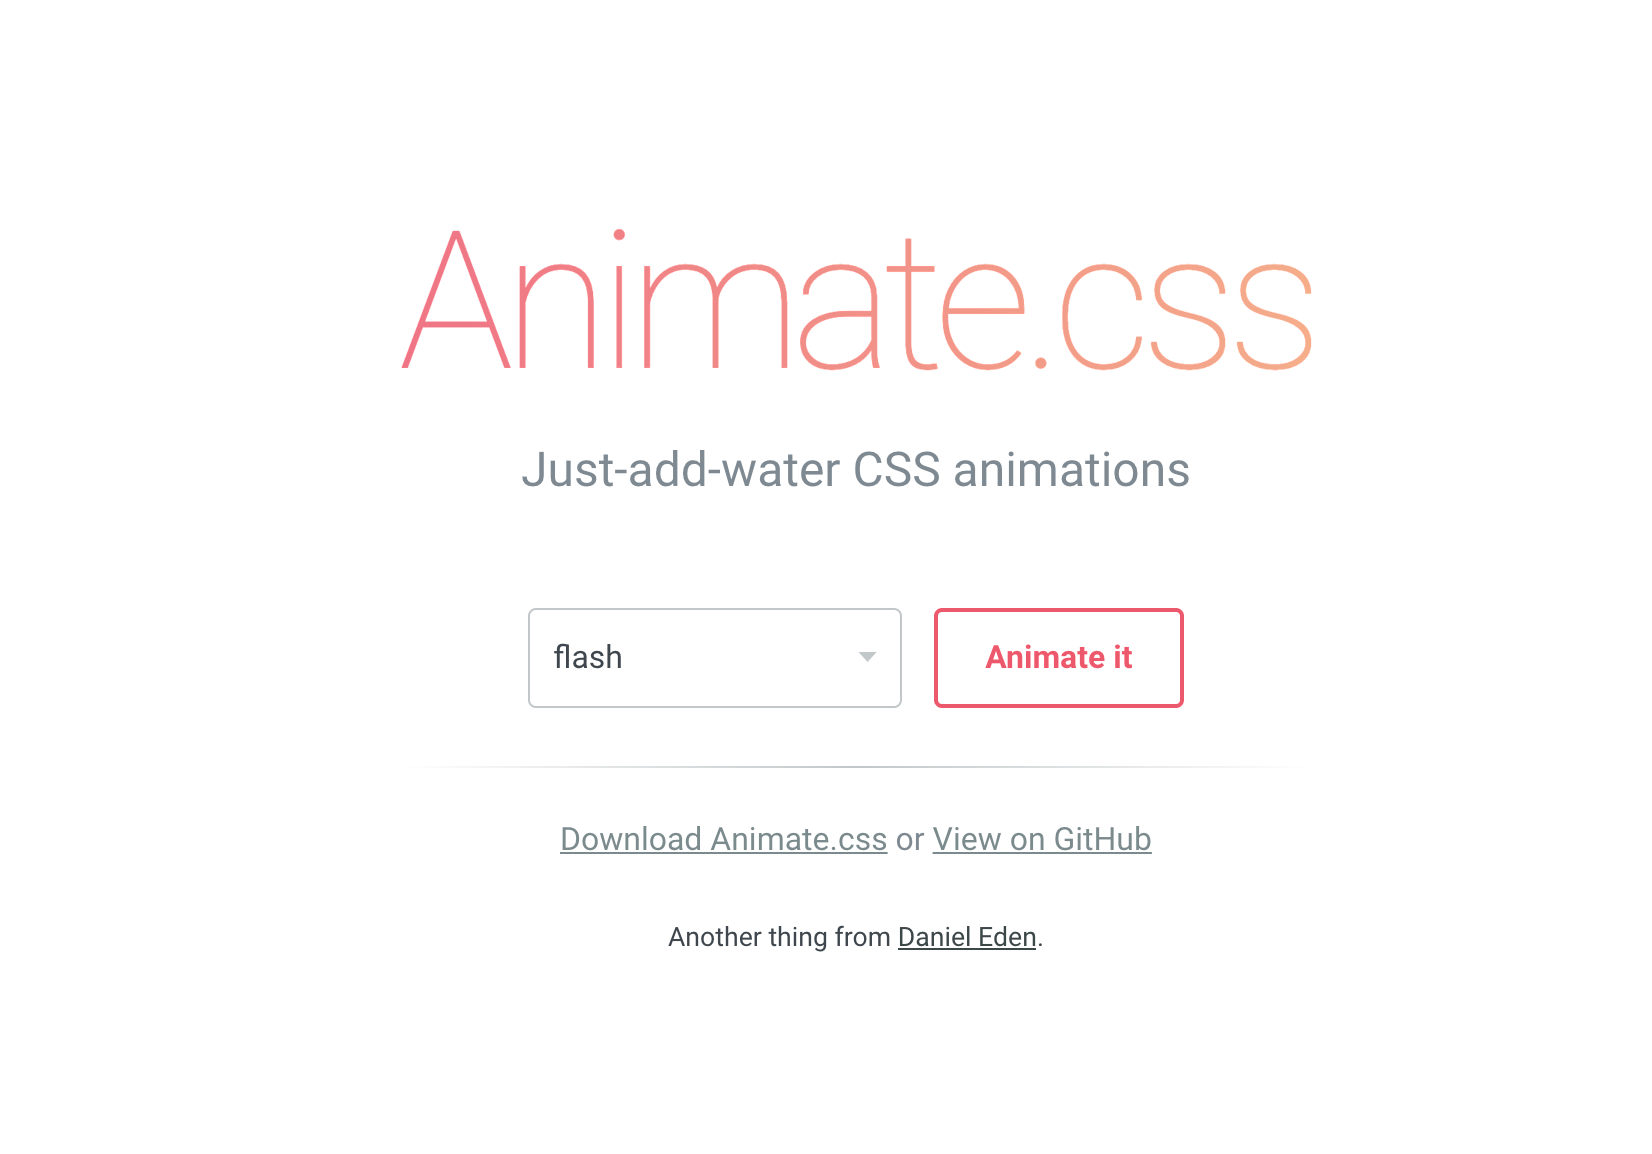 Animate.css
Just-add-water CSS animations
flash
Animate it
Download Animate.css or View on GitHub
Another thing from Daniel Eden.